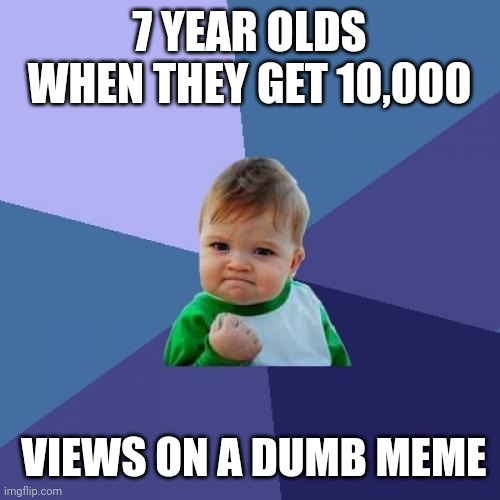 7 YEAR OLDS
WHEN THEY GET 10,000
VIEWS ON A DUMB MEME
imgflip.com